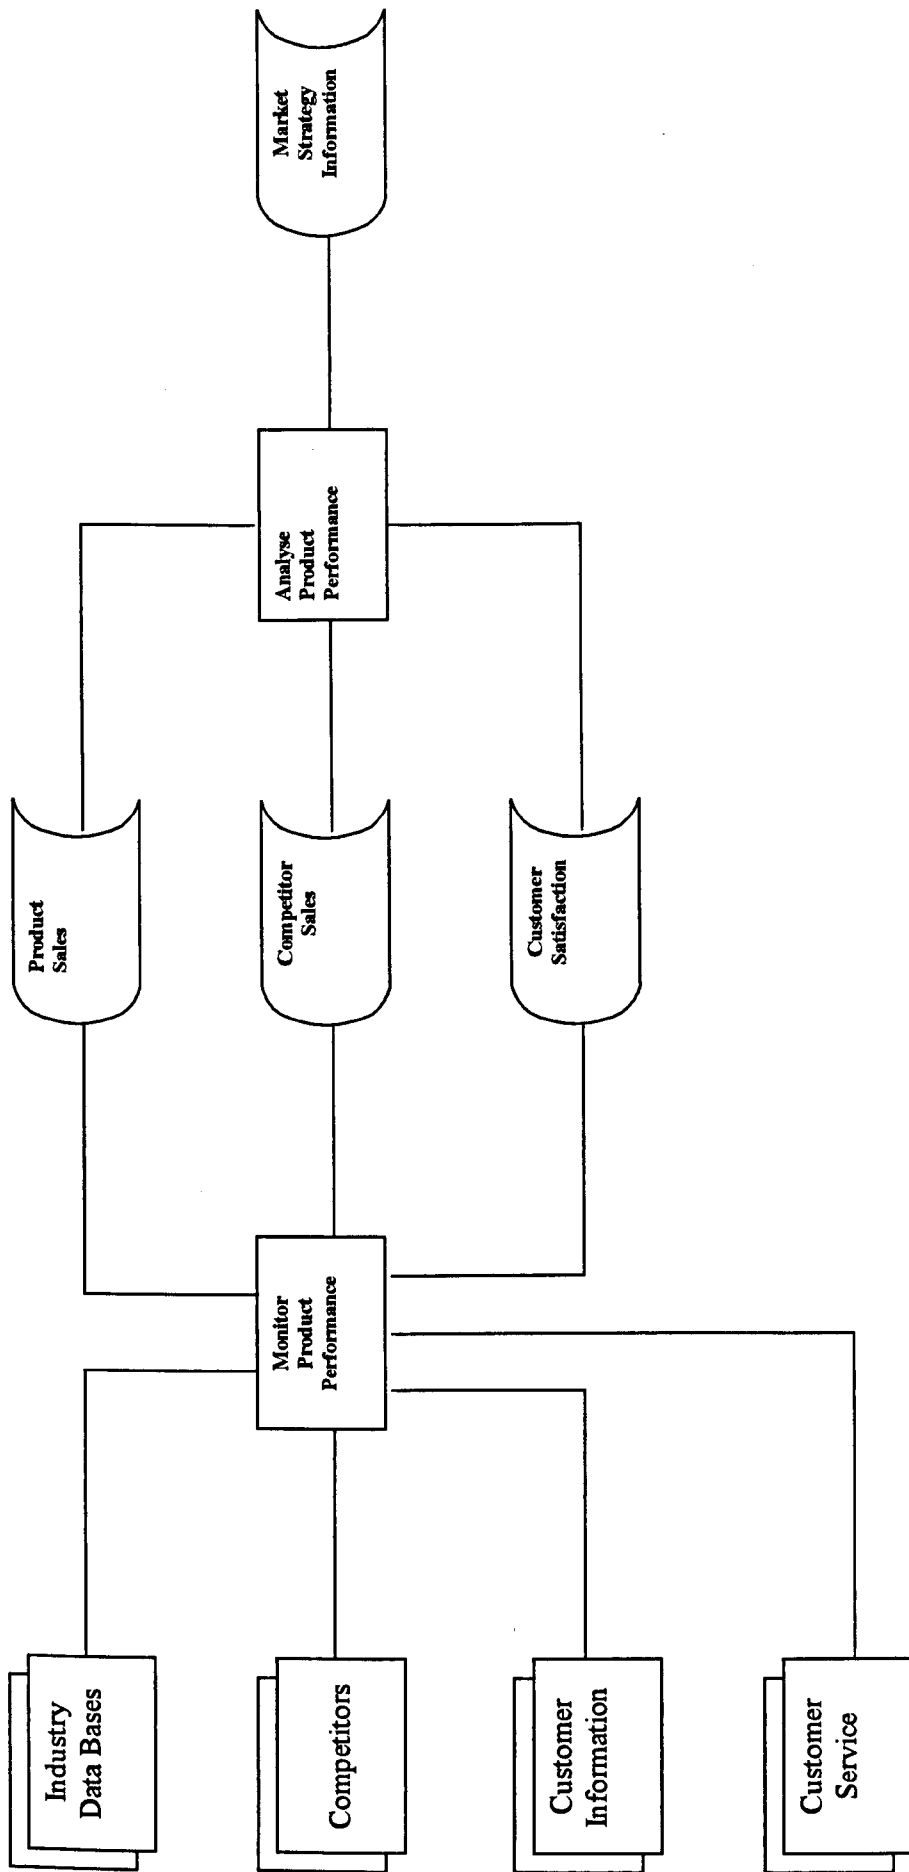 Industry
Data Bases
Competitors
Customer
Information
Customer
Service
Monitor
Product
Performance
Product
Sales
Competitor
Sales
Customer
Satisfaction
Analyse
Product
Performance
Market
Strategy
Information